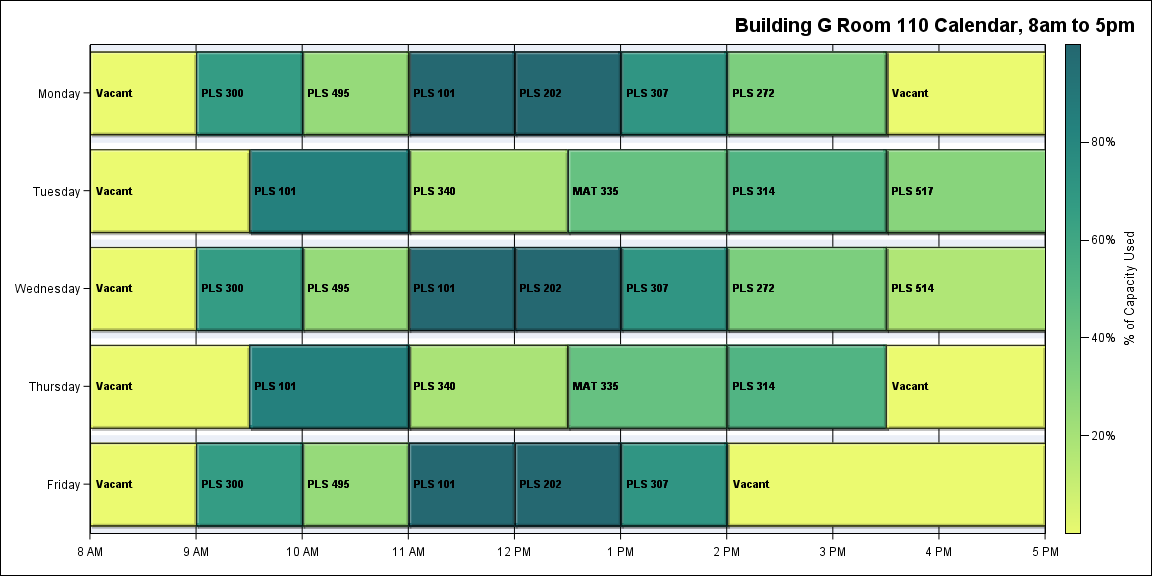 Building G Room 110 Calendar, 8am to 5pm
Monday
Vacant
PLS 300
PLS 495
PLS 101
PLS 202
PLS 307
PLS 272
Vacant
Tuesday
Vacant
PLS 101
PLS 340
MAT 335
PLS 314
PLS 517
Wednesday
Vacant
PLS 300
PLS 495
PLS 101
PLS 202
PLS 307
PLS 272
PLS 514
Thursday
Vacant
PLS 101
PLS 340
MAT 335
PLS 314
Vacant
Friday
Vacant
PLS 300
PLS 495
PLS 101
PLS 202
PLS 307
Vacant
8 AM
9 AM
10 AM
11 AM
12 PM
1 PM
2 PM
3 PM
4 PM
5 PM
80%
60%
40%
20%
% of Capacity Used